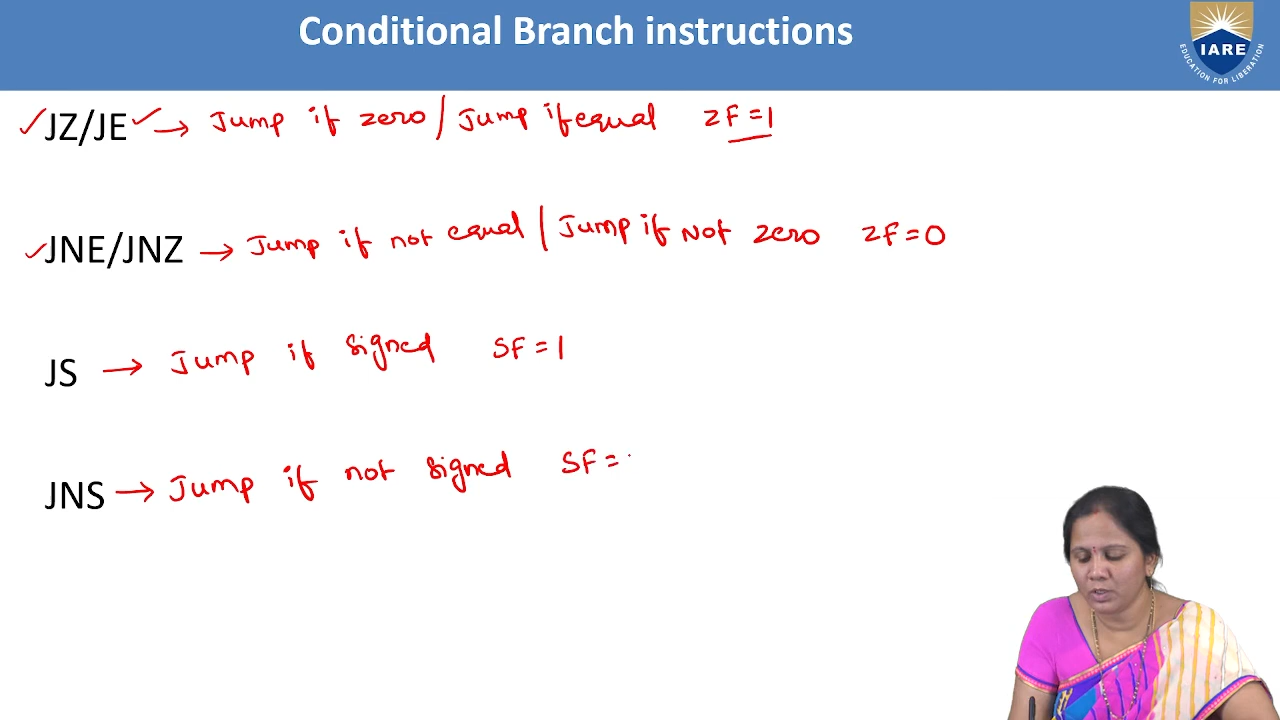 Conditional Branch instructions
IARE
EDUCATION FOR LIBERATION
JZ/JE → Jump if zero / Jump if equal ZF=1
JNE/JNZ → Jump if not equal | Jump if Not zero ZF=0
JS → Jump if signed SF=1
JNS → Jump if not signed SF=